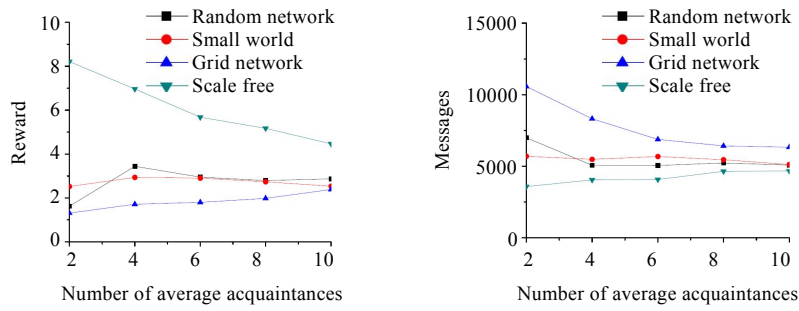 10
8
6
4
2
0
Reward
Random network
Small world
Grid network
Scale free
2 4 6 8 10
Number of average acquaintances
15000
10000
5000
0
Messages
Random network
Small world
Grid network
Scale free
2 4 6 8 10
Number of average acquaintances